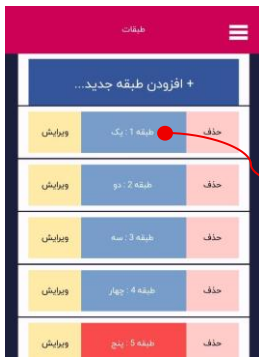 طبقات
+ افزودن طبقه جدید...
حذف طبقه 1 : یک ویرایش
حذف طبقه 2 : دو ویرایش
حذف طبقه 3 : سه ویرایش
حذف طبقه 4 : چهار ویرایش
حذف طبقه 5 : پنج ویرایش